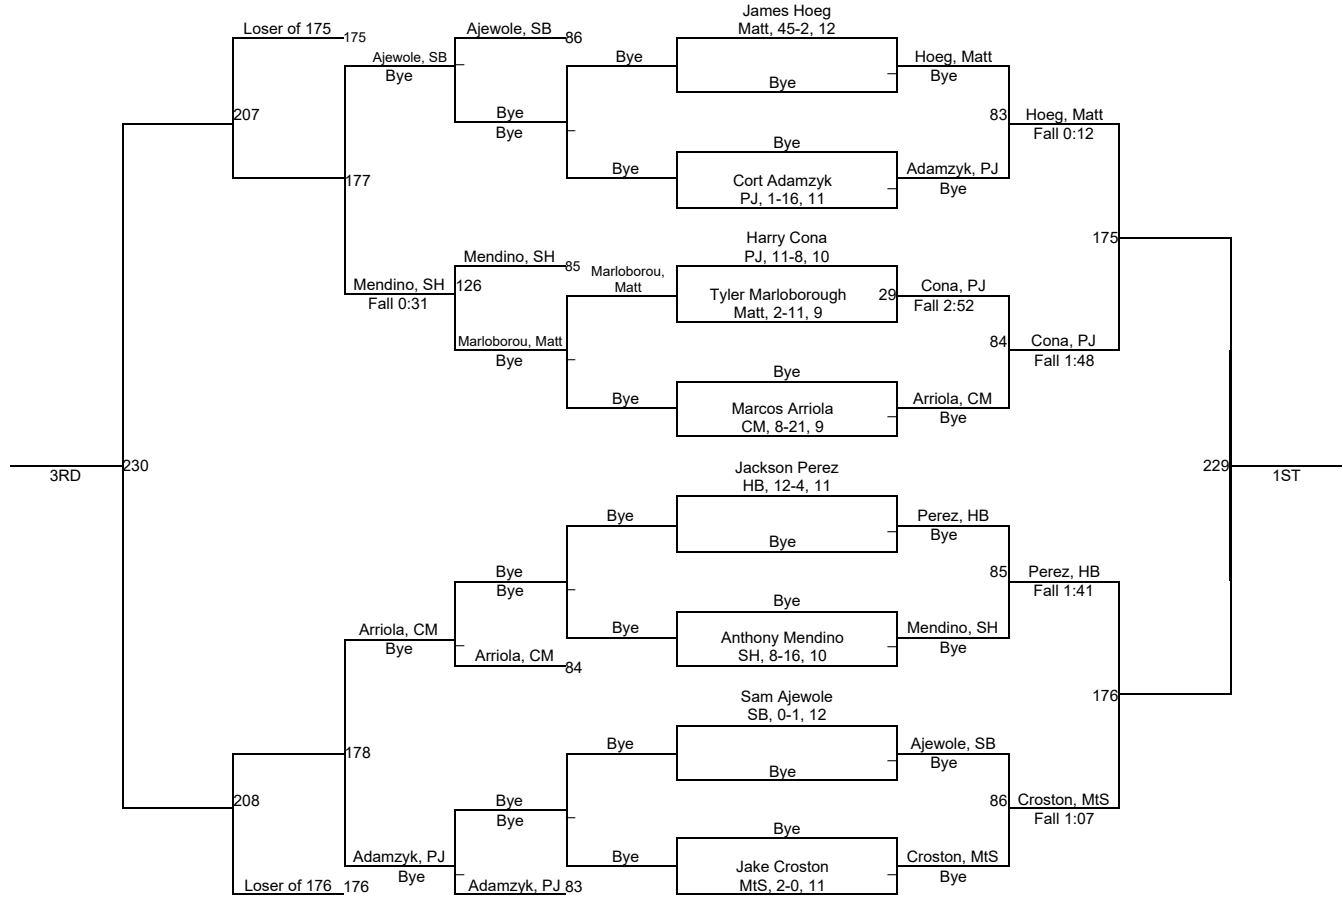 James Hoeg
Loser of 175
175
Ajewole, SB
86
Matt, 45-2, 12
Ajewole, SB
Bye
Hoeg, Matt
Bye
Bye
Bye
207
Bye
83
Hoeg, Matt
Bye
Fall 0:12
Bye
177
Bye
Cort Adamzyk
Adamzyk, PJ
PJ, 1-16, 11
Bye
Harry Cona
175
Mendino, SH
85
PJ, 11-8, 10
Marloborou,
Matt
Mendino, SH
126
Tyler Marloborough
29
Cona, PJ
Fall 0:31
Matt, 2-11, 9
Fall 2:52
Marloborou, Matt
84
Cona, PJ
Bye
Fall 1:48
Bye
Bye
Marcos Arriola
Arriola, CM
CM, 8-21, 9
Bye
230
Jackson Perez
229
3RD
1ST
HB, 12-4, 11
Bye
Perez, HB
Bye
Bye
Bye
85
Perez, HB
Bye
Fall 1:41
Bye
Arriola, CM
Bye
Anthony Mendino
Mendino, SH
Bye
SH, 8-16, 10
Bye
Arriola, CM
84
Sam Ajewole
176
SB, 0-1, 12
178
Bye
Ajewole, SB
Bye
Bye
208
Bye
86
Croston, MtS
Bye
Fall 1:07
Bye
Adamzyk, PJ
Bye
Jake Croston
Croston, MtS
Bye
Bye
Loser of 176
176
Adamzyk, PJ
83
MtS, 2-0, 11